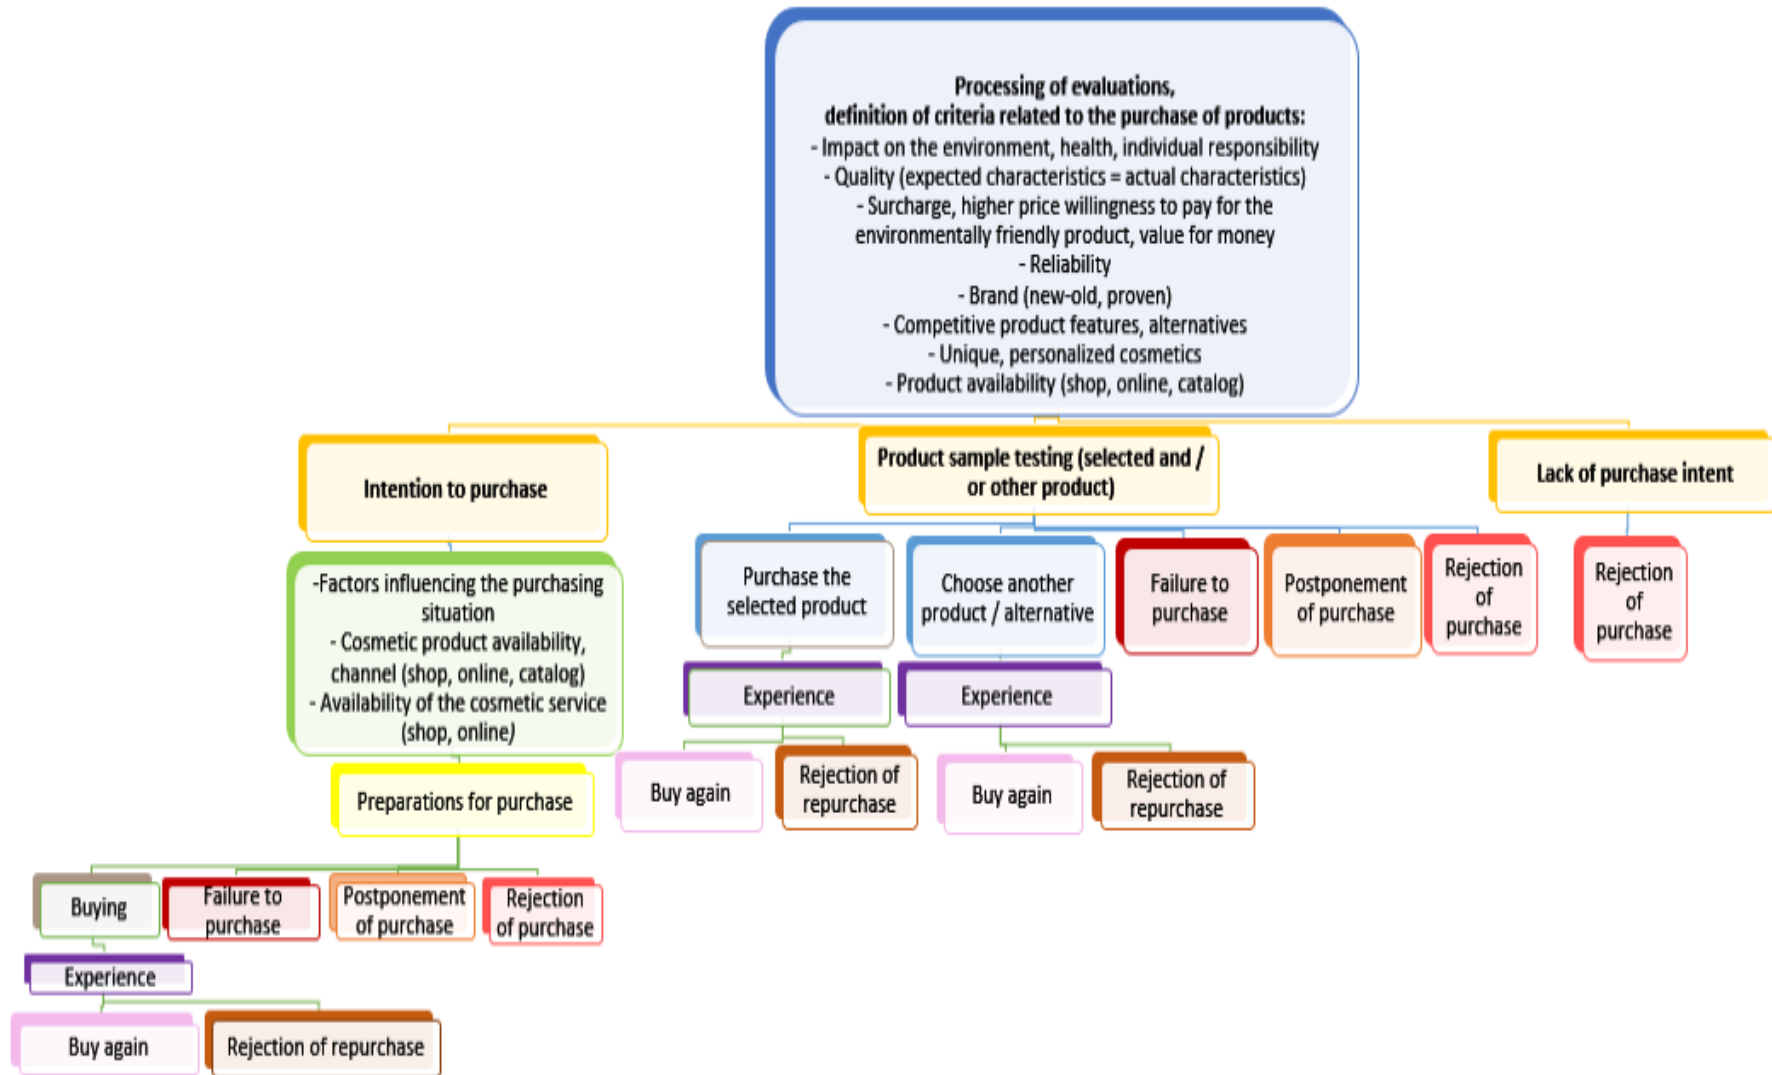 Processing of evaluations,
definition of criteria related to the purchase of products:
- Impact on the environment, health, individual responsibility
- Quality (expected characteristics = actual characteristics)
- Surcharge, higher price willingness to pay for the
environmentally friendly product, value for money
- Reliability
- Brand (new-old, proven)
- Competitive product features, alternatives
- Unique, personalized cosmetics
- Product availability (shop, online, catalog)
Intention to purchase
Product sample testing (selected and /
or other product)
Lack of purchase intent
-Factors influencing the purchasing
situation
- Cosmetic product availability,
channel (shop, online, catalog)
- Availability of the cosmetic service
(shop, online)
Purchase the
selected product
Choose another
product / alternative
Failure to
purchase
Postponement
of purchase
Rejection
of
purchase
Rejection
of
purchase
Experience
Experience
Buy again
Rejection of
repurchase
Buy again
Rejection of
repurchase
Preparations for purchase
Buying
Failure to
purchase
Postponement
of purchase
Rejection
of purchase
Experience
Buy again
Rejection of repurchase